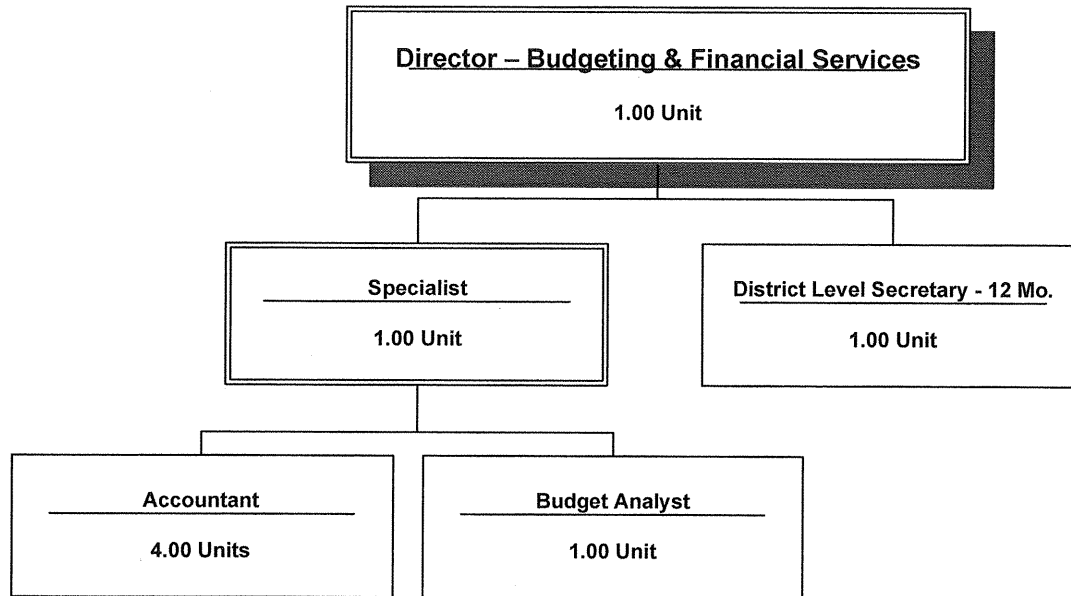 Director – Budgeting & Financial Services
1.00 Unit
Specialist
1.00 Unit
District Level Secretary - 12 Mo.
1.00 Unit
Accountant
4.00 Units
Budget Analyst
1.00 Unit